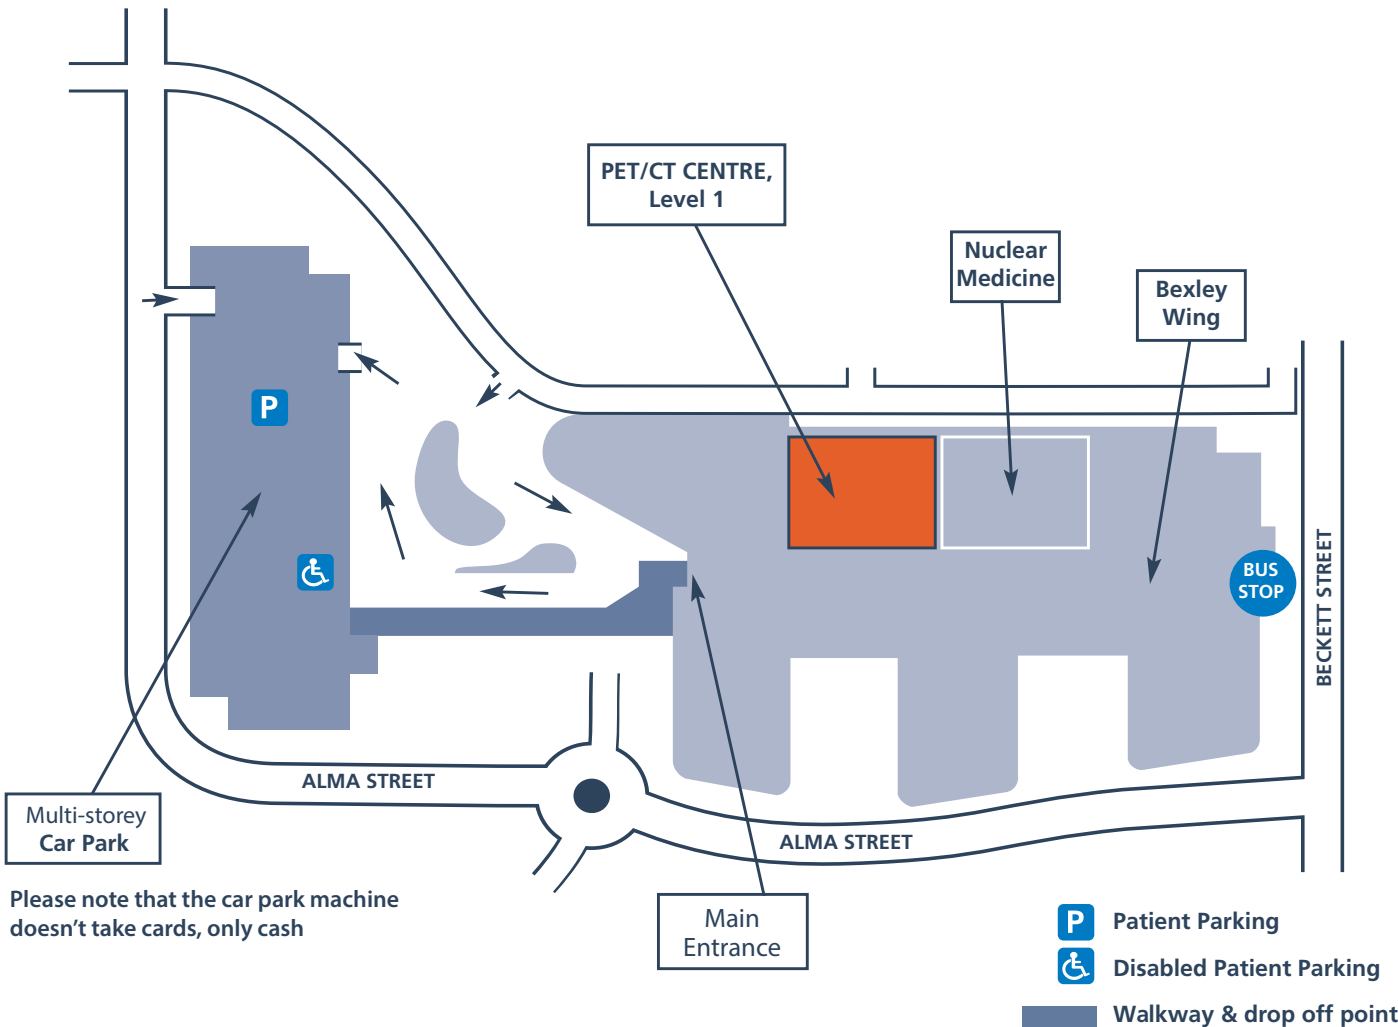 PET/CT CENTRE,
Level 1
Nuclear
Medicine
Bexley
Wing
P
BUS
STOP
BECKETT STREET
ALMA STREET
Multi-storey
Car Park
ALMA STREET
Please note that the car park machine
doesn’t take cards, only cash
Main
Entrance
P Patient Parking
Disabled Patient Parking
Walkway & drop off point